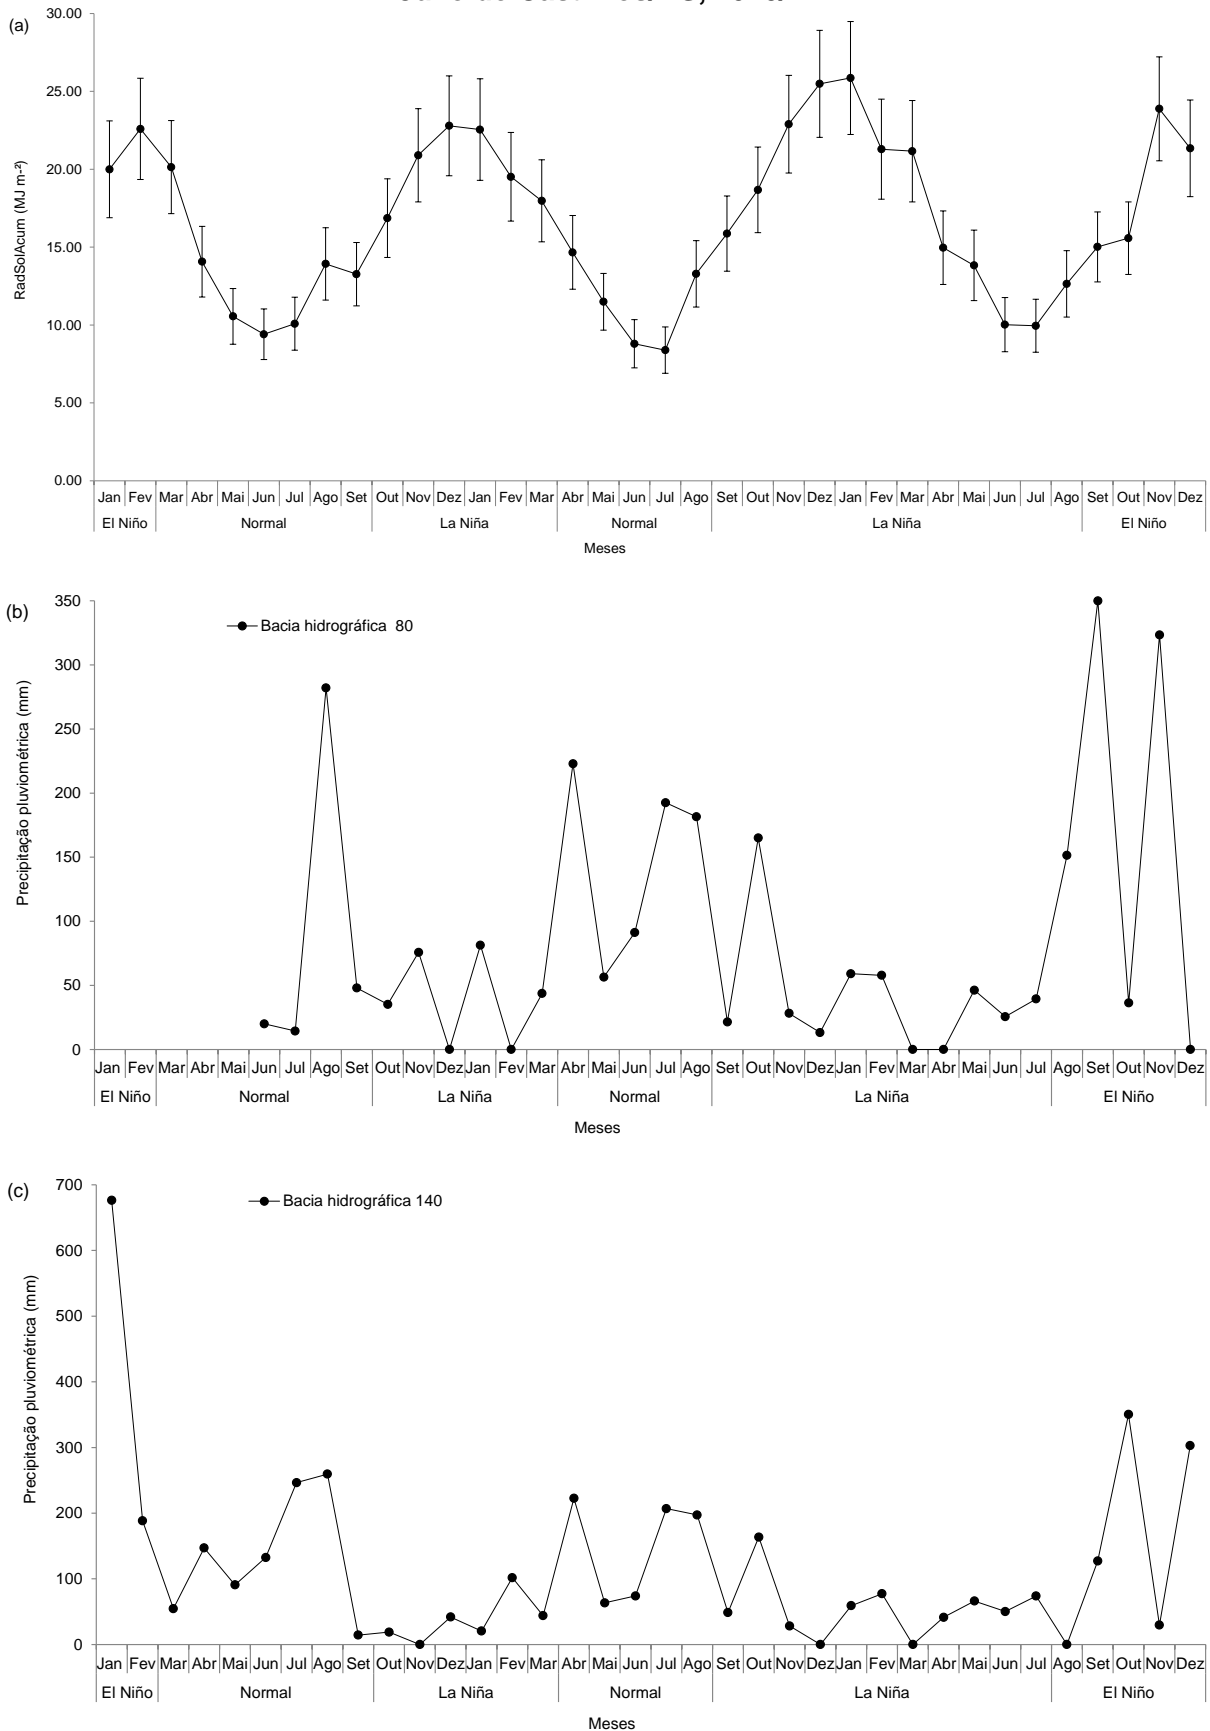 (a)
30.00
25.00
20.00
15.00
10.00
5.00
0.00
RadSolAcum (MJ m-²)
Jan Fev Mar Abr Mai Jun Jul Ago Set Out Nov Dez Jan Fev Mar Abr Mai Jun Jul Ago Set Out Nov Dez Jan Fev Mar Abr Mai Jun Jul Ago Set Out Nov Dez
El Niño Normal La Niña Normal La Niña El Niño
Meses
(b)
350
300
250
200
150
100
50
0
Precipitação pluviométrica (mm)
Bacia hidrográfica 80
Jan Fev Mar Abr Mai Jun Jul Ago Set Out Nov Dez Jan Fev Mar Abr Mai Jun Jul Ago Set Out Nov Dez Jan Fev Mar Abr Mai Jun Jul Ago Set Out Nov Dez
El Niño Normal La Niña Normal La Niña El Niño
Meses
(c)
700
600
500
400
300
200
100
0
Precipitação pluviométrica (mm)
Bacia hidrográfica 140
Jan Fev Mar Abr Mai Jun Jul Ago Set Out Nov Dez Jan Fev Mar Abr Mai Jun Jul Ago Set Out Nov Dez Jan Fev Mar Abr Mai Jun Jul Ago Set Out Nov Dez
El Niño Normal La Niña Normal La Niña El Niño
Meses